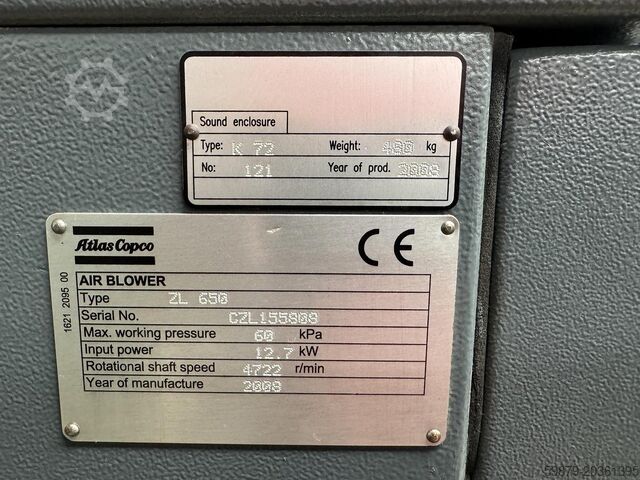 Sound enclosure
Type: K 72 Weight: 480 kg
No: 121 Year of prod. 2008
Atlas Copco
CE
1621 2095 00
AIR BLOWER
Type ZL 650
Serial No. CZL155808
Max. working pressure 60 kPa
Input power 12.7 kW
Rotational shaft speed 4722 r/min
Year of manufacture 2008
59979-20361395